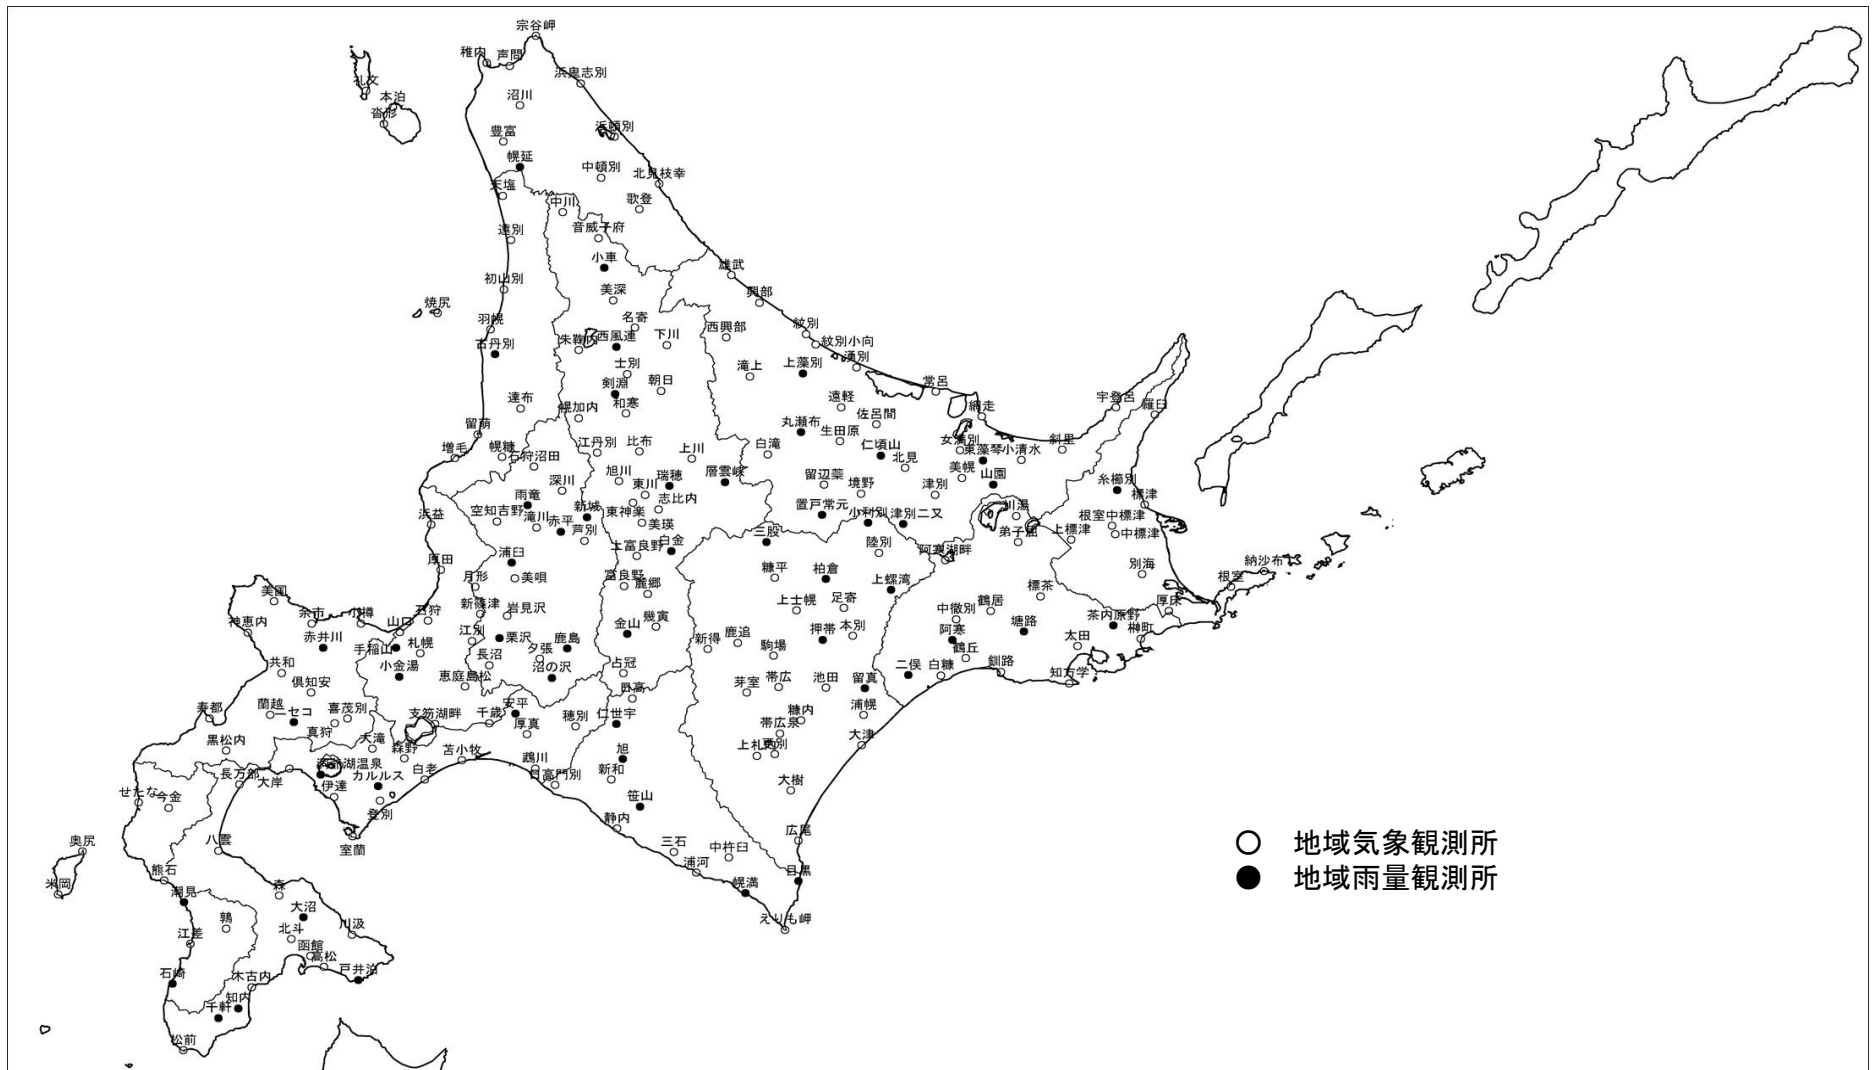 宗谷岬
稚内
声問
浜鬼志別
礼文
本泊
沓形
沼川
豊富
浜頓別
幌延
中頓別
北見枝幸
天塩
中川
歌登
遠別
音威子府
小車
雄武
初山別
美深
興部
焼尻
羽幌
名寄
西興部
紋別
古丹別
朱鞠内
西風連
下川
紋別小向
士別
滝上
上藻別
湧別
剣淵
朝日
常呂
達布
幌加内
和寒
遠軽
佐呂間
網走
宇登呂
羅臼
留萌
丸瀬布
生田原
増毛
幌糠
石狩沼田
江丹別
比布
上川
白滝
仁頃山
北見
女満別
東藻琴
小清水
斜里
深川
旭川
東川
瑞穂
層雲峡
留辺蘂
境野
津別
美幌
山園
糸櫛別
標津
雨竜
新城
志比内
置戸常元
小利別
津別二又
川湯
浜益
空知吉野
滝川
赤平
芦別
東神楽
美瑛
根室中標津
中標津
上標津
弟子屈
三股
陸別
阿寒湖畔
上富良野
白金
浦臼
厚田
月形
美唄
富良野
麓郷
糠平
柏倉
上螺湾
別海
標茶
納沙布
根室
美国
余市
小樽
山口
石狩
新篠津
岩見沢
幾寅
上士幌
足寄
中徹別
鶴居
厚床
神恵内
赤井川
手稲山
札幌
江別
栗沢
鹿島
金山
新得
鹿追
駒場
押帯
本別
阿寒
塘路
茶内原野
太田
榊町
共和
小金湯
長沼
夕張
沼の沢
占冠
鶴丘
倶知安
恵庭島松
日高
芽室
帯広
池田
留真
二俣
白糠
釧路
知方学
寿都
蘭越
ニセコ
喜茂別
真狩
支笏湖畔
千歳
安平
厚真
穂別
仁世宇
糠内
浦幌
黒松内
大滝
森野
苫小牧
鵡川
旭
帯広泉
上札内
更別
大津
長万部
大岸
洞爺湖温泉
カルルス
白老
日高門別
新和
せたな
今金
伊達
登別
笹山
大樹
奥尻
八雲
室蘭
静内
三石
中杵臼
広尾
米岡
熊石
浦河
目黒
潮見
森
幌満
大沼
鶉
北斗
川汲
えりも岬
江差
函館
高松
石崎
木古内
戸井泊
知内
千軒
松前
地域気象観測所
地域雨量観測所